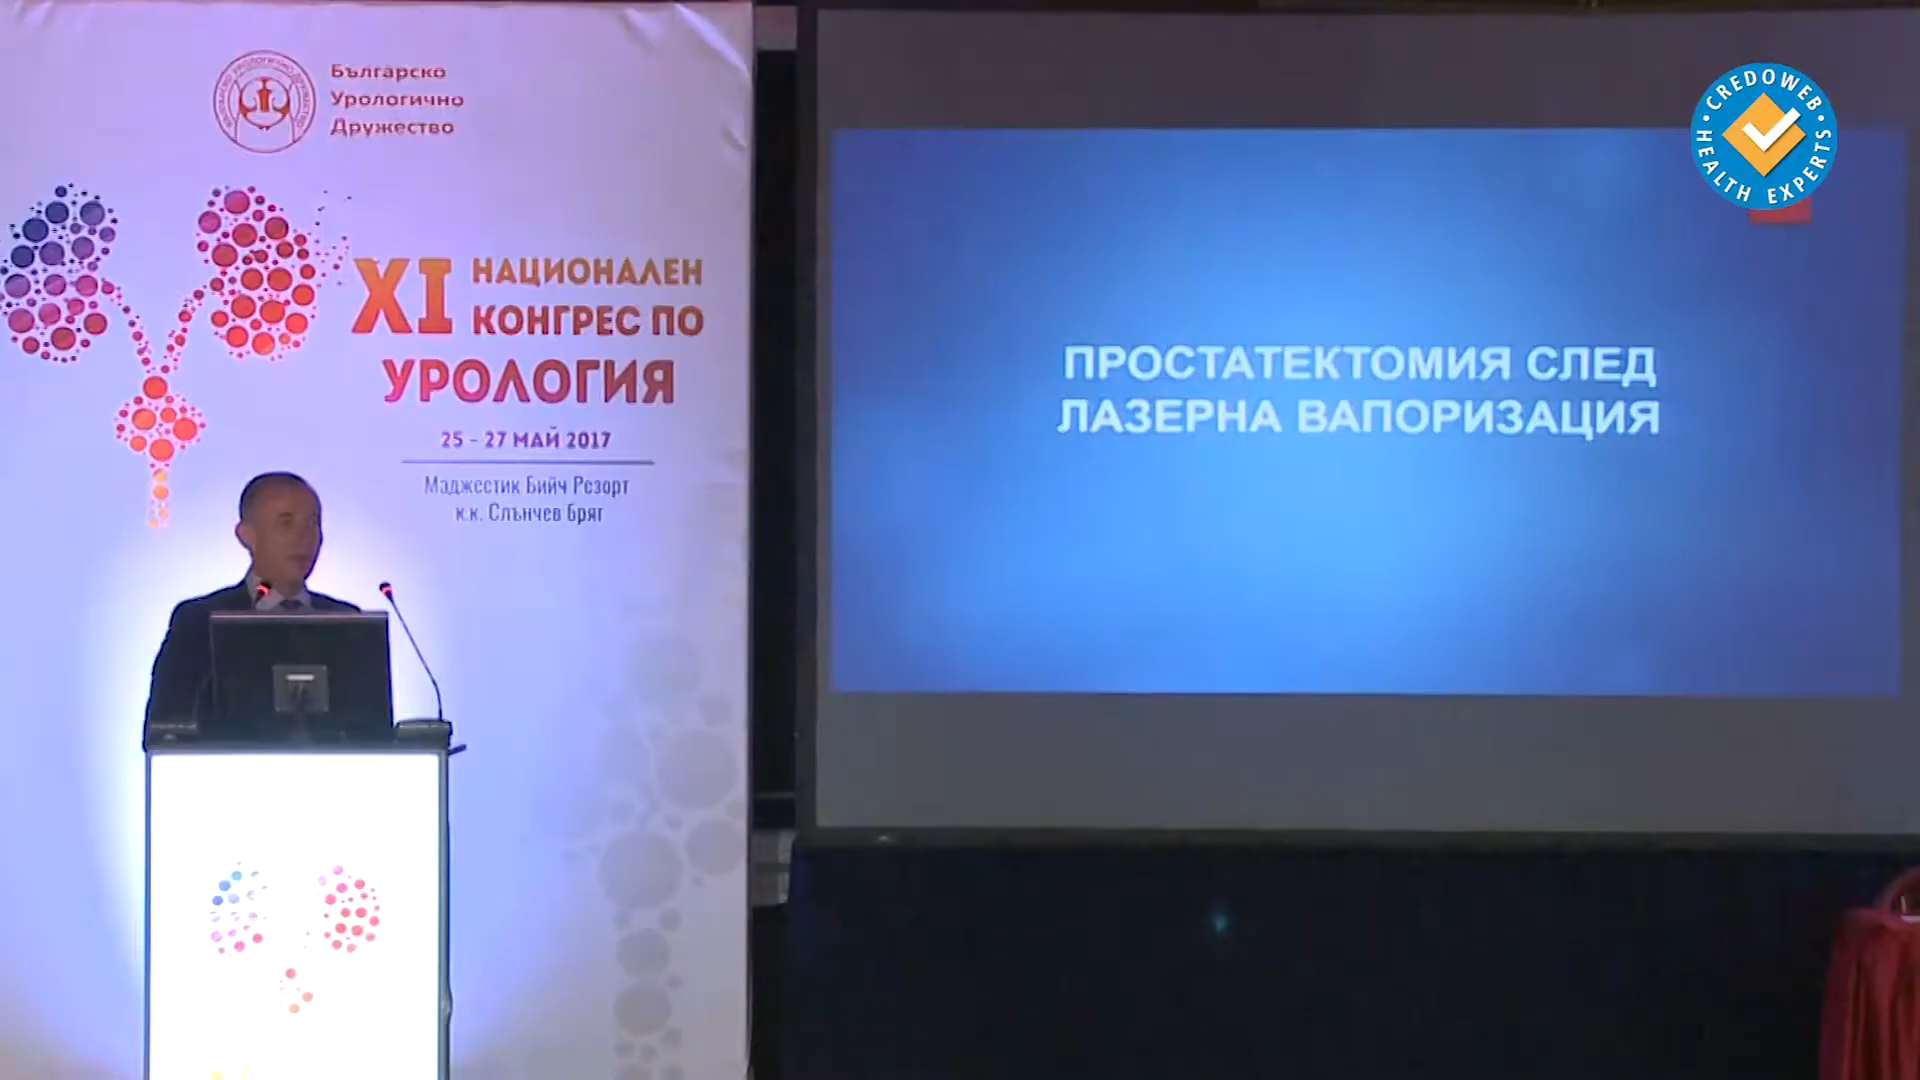 Българско
Урологично
Дружество
XI НАЦИОНАЛЕН
КОНГРЕС ПО
УРОЛОГИЯ
25 - 27 МАЙ 2017
Маджестик Бийч Резорт
к.к. Слънчев бряг
ПРОСТАТЕКТОМИЯ СЛЕД
ЛАЗЕРНА ВАПОРИЗАЦИЯ
CREDOWEB
HEALTH EXPERTS